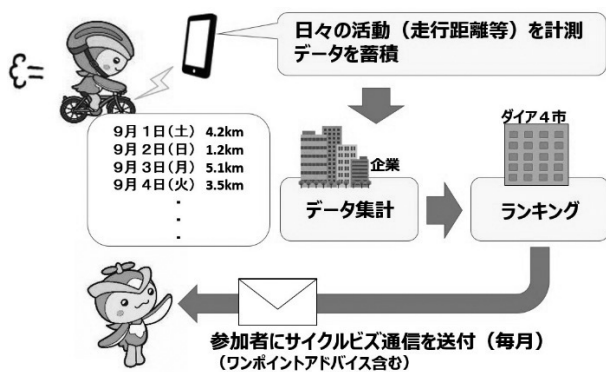 日々の活動（走行距離等）を計測
データを蓄積
9月1日(土) 4.2km
9月2日(日) 1.2km
9月3日(月) 5.1km
9月4日(火) 3.5km
・
・
・
企業
データ集計
ダイア４市
ランキング
参加者にサイクルビズ通信を送付（毎月）
（ワンポイントアドバイス含む）